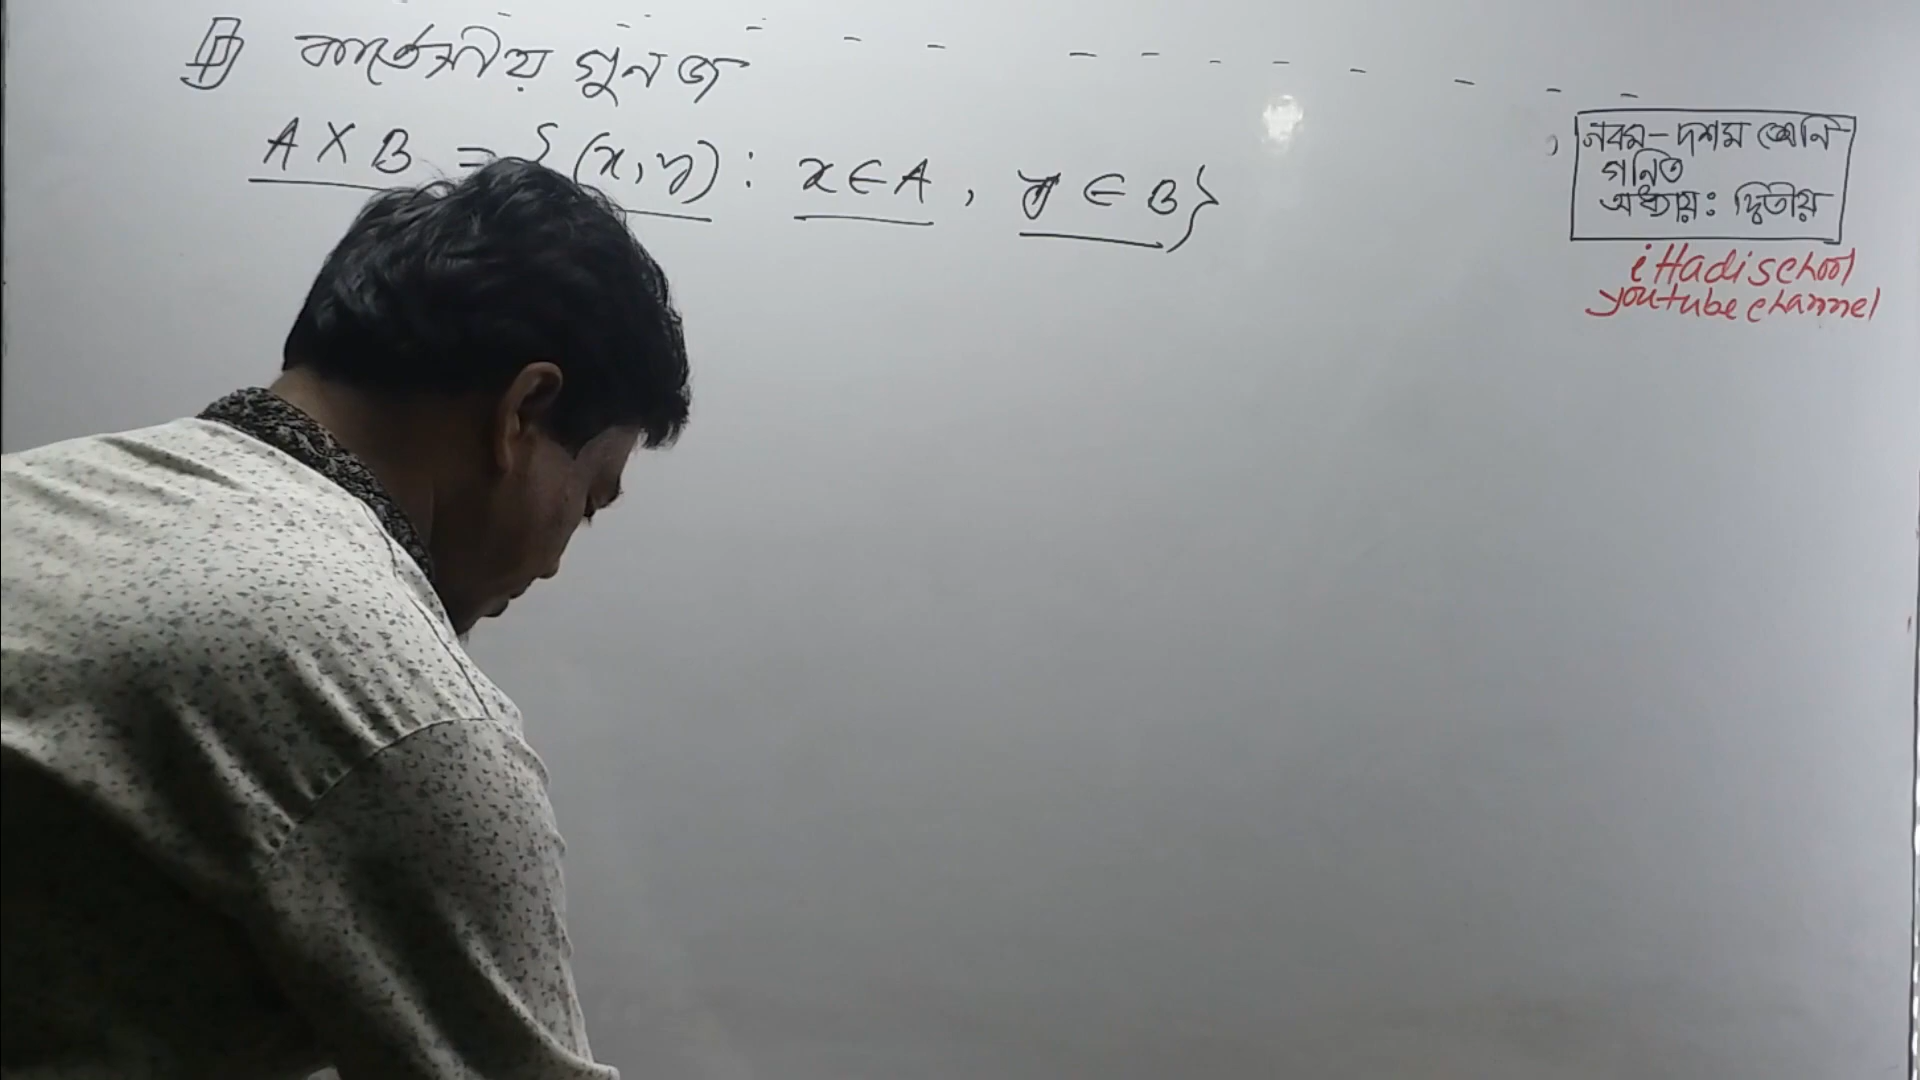 কার্তেসীয় গুনজ
A X B = {(x, y) : x ∈ A, y ∈ B}
নবম-দশম শ্রেনি
গনিত
অধ্যায়ঃ দ্বিতীয়
iHadischool
youtube channel